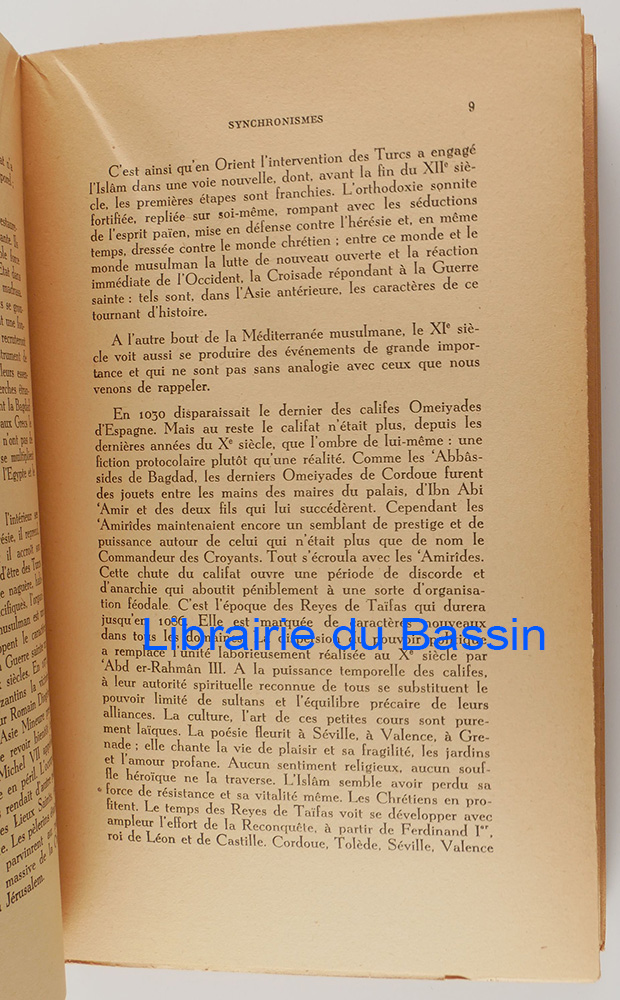 SYNCHRONISMES
9
C'est ainsi qu'en Orient l'intervention des Turcs a engagé
l'Islâm dans une voie nouvelle, dont, avant la fin du XIIe siè-
cle, les premières étapes sont franchies. L'orthodoxie sonnite
fortifiée, repliée sur soi-même, rompant avec les séductions
de l'esprit païen, mise en défense contre l'hérésie et, en même
temps, dressée contre le monde chrétien ; entre ce monde et le
monde musulman la lutte de nouveau ouverte et la réaction
immédiate de l'Occident, la Croisade répondant à la Guerre
sainte : tels sont, dans l'Asie antérieure, les caractères de ce
tournant d'histoire.
A l'autre bout de la Méditerranée musulmane, le XIe siè-
cle voit aussi se produire des événements de grande impor-
tance et qui ne sont pas sans analogie avec ceux que nous
venons de rappeler.
En 1030 disparaissait le dernier des califes Omeiyades
d'Espagne. Mais au reste le califat n'était plus, depuis les
dernières années du Xe siècle, que l'ombre de lui-même : une
fiction protocolaire plutôt qu'une réalité. Comme les 'Abbâs-
sides de Bagdad, les derniers Omeiyades de Cordoue furent
des jouets entre les mains des maires du palais, d'Ibn Abi
'Amir et des deux fils qui lui succédèrent. Cependant les
'Amirîdes maintenaient encore un semblant de prestige et de
puissance autour de celui qui n'était plus que de nom le
Commandeur des Croyants. Tout s'écroula avec les 'Amirîdes.
Cette chute du califat ouvre une période de discorde et
d'anarchie qui aboutit péniblement à une sorte d'organisa-
tion féodale. C'est l'époque des Reyes de Taïfas qui durera
jusqu'en 1086. Elle est marquée de caractères nouveaux
dans tous les domaines. La dispersion du pouvoir politique
a remplacé l'unité laborieusement réalisée au Xe siècle par
'Abd er-Rahmân III. A la puissance temporelle des califes,
à leur autorité spirituelle reconnue de tous se substituent le
pouvoir limité de sultans et l'équilibre précaire de leurs
alliances. La culture, l'art de ces petites cours sont pure-
ment laïques. La poésie fleurit à Séville, à Valence, à Gre-
nade ; elle chante la vie de plaisir et sa fragilité, les jardins
et l'amour profane. Aucun sentiment religieux, aucun souf-
fle héroïque ne la traverse. L'Islâm semble avoir perdu sa
force de résistance et sa vitalité même. Les Chrétiens en pro-
fitent. Le temps des Reyes de Taïfas voit se développer avec
ampleur l'effort de la Reconquête, à partir de Ferdinand Ier,
roi de Léon et de Castille. Cordoue, Tolède, Séville, Valence
Librairie du Bassin